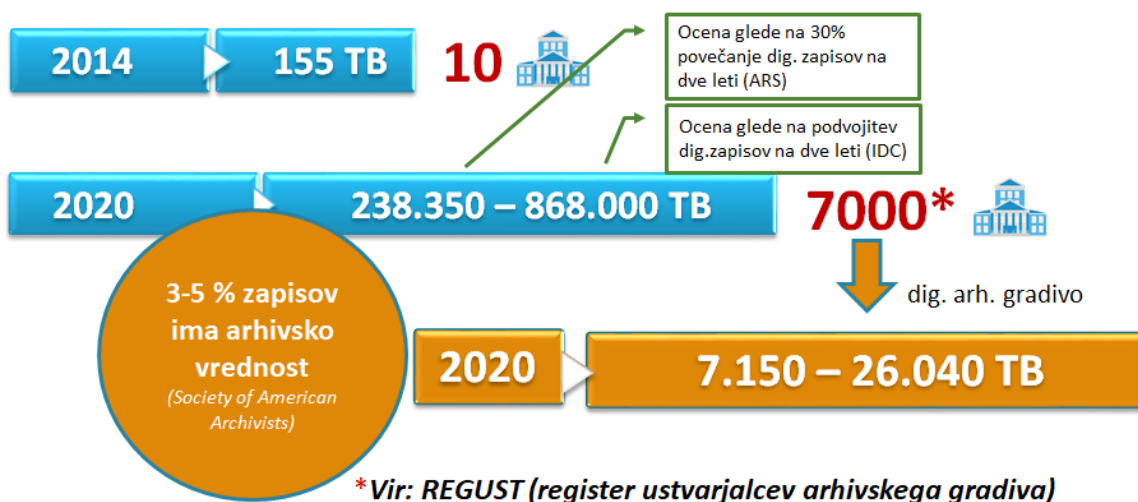 2014
155 TB
10
Ocena glede na 30%
povečanje dig. zapisov na
dve leti (ARS)
Ocena glede na podvojitev
dig.zapisov na dve leti (IDC)
2020
238.350 – 868.000 TB
7000*
dig. arh. gradivo
3-5 % zapisov
ima arhivsko
vrednost
(Society of American
Archivists)
2020
7.150 – 26.040 TB
*Vir: REGUST (register ustvarjalcev arhivskega gradiva)